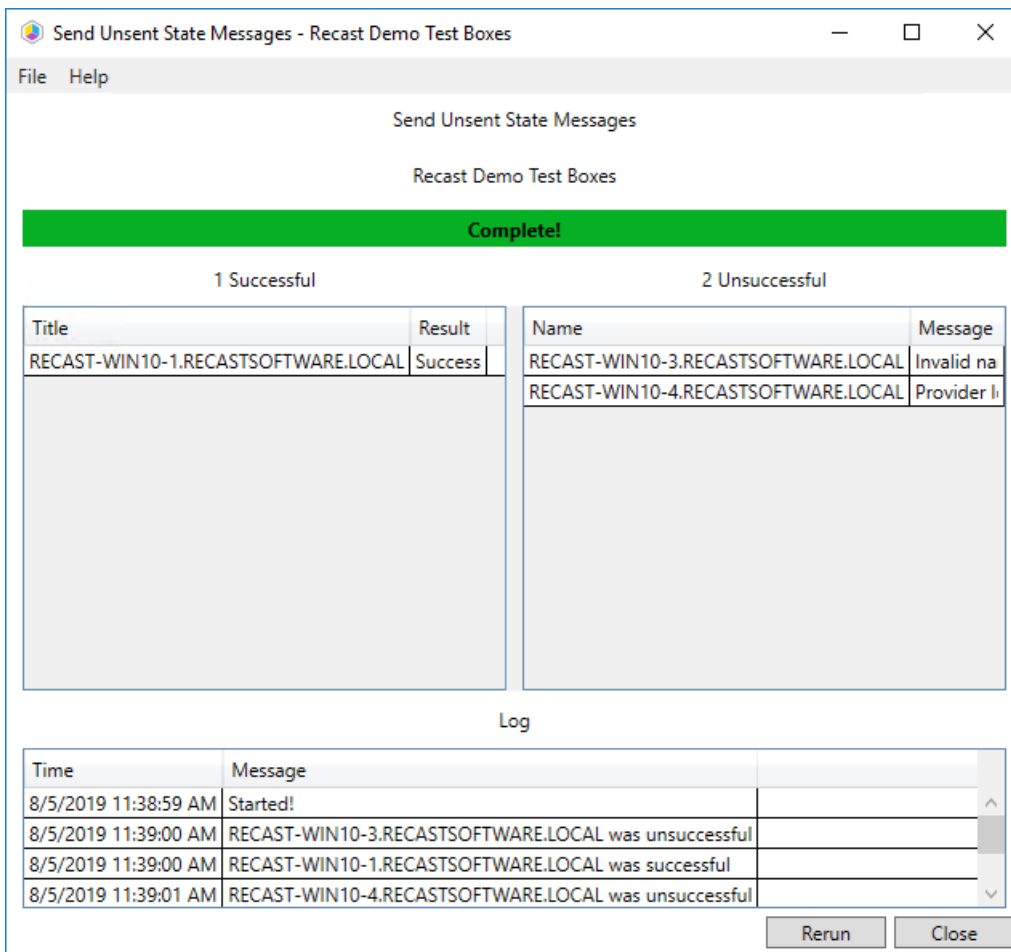 Send Unsent State Messages - Recast Demo Test Boxes
File Help
Send Unsent State Messages
Recast Demo Test Boxes
Complete!
1 Successful
2 Unsuccessful
Title Result
RECAST-WIN10-1.RECASTSOFTWARE.LOCAL Success
Name Message
RECAST-WIN10-3.RECASTSOFTWARE.LOCAL Invalid na
RECAST-WIN10-4.RECASTSOFTWARE.LOCAL Provider
Log
Time Message
8/5/2019 11:38:59 AM Started!
8/5/2019 11:39:00 AM RECAST-WIN10-3.RECASTSOFTWARE.LOCAL was unsuccessful
8/5/2019 11:39:00 AM RECAST-WIN10-1.RECASTSOFTWARE.LOCAL was successful
8/5/2019 11:39:01 AM RECAST-WIN10-4.RECASTSOFTWARE.LOCAL was unsuccessful
Rerun Close